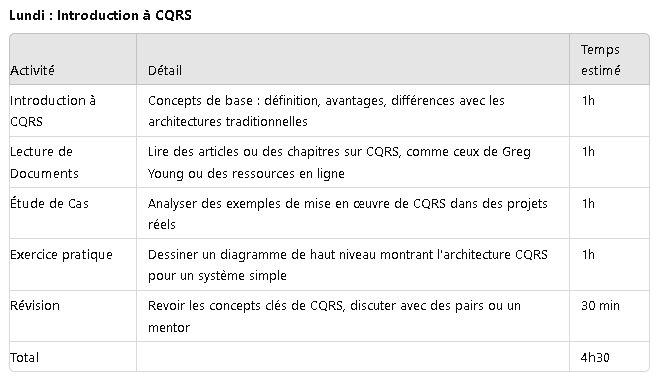 Lundi : Introduction à CQRS
Activité Détail Temps estimé
Introduction à CQRS Concepts de base : définition, avantages, différences avec les architectures traditionnelles 1h
Lecture de Documents Lire des articles ou des chapitres sur CQRS, comme ceux de Greg Young ou des ressources en ligne 1h
Étude de Cas Analyser des exemples de mise en œuvre de CQRS dans des projets réels 1h
Exercice pratique Dessiner un diagramme de haut niveau montrant l'architecture CQRS pour un système simple 1h
Révision Revoir les concepts clés de CQRS, discuter avec des pairs ou un mentor 30 min
Total 4h30